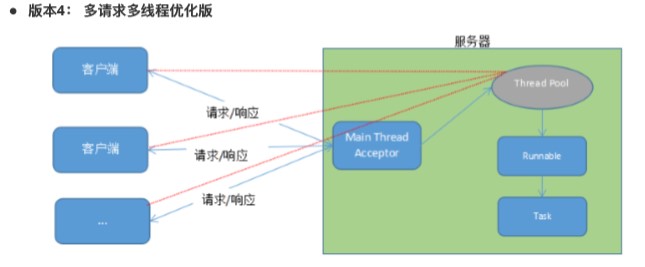 版本4： 多请求多线程优化版
服务器
客户端
Thread Pool
请求/响应
Main Thread
Acceptor
客户端
请求/响应
Runnable
请求/响应
...
Task